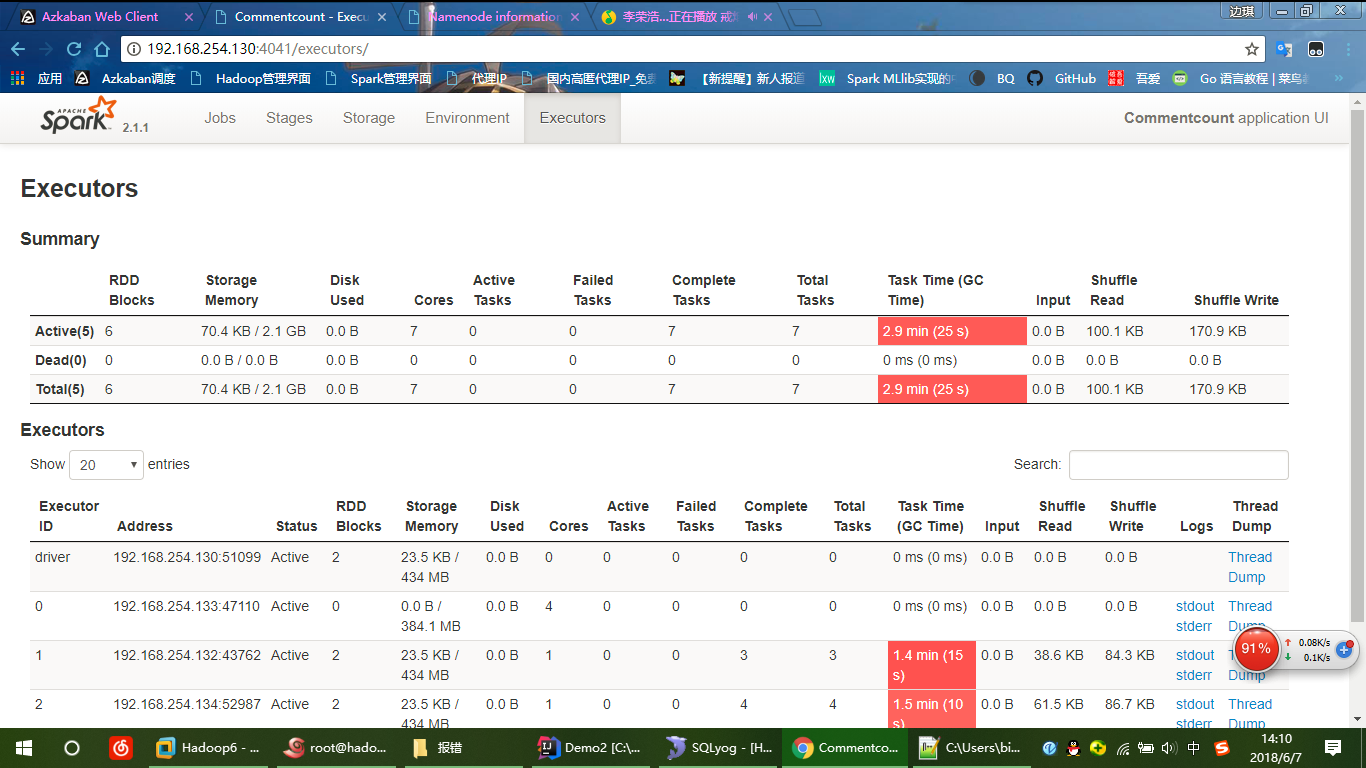 Azkaban Web Client
Commentcount - Execu
Namenode information
李荣浩...正在播放
边琪
192.168.254.130:4041/executors/
应用 Azkaban调度 Hadoop管理界面 Spark管理界面 代理IP 国内高匿代理IP_免 【新提醒】新人报道 Spark MLlib实现的 BQ GitHub 吾爱 Go 语言教程 | 菜鸟
APACHE
Spark 2.1.1 Jobs Stages Storage Environment Executors Commentcount application UI
Executors
Summary
RDD Blocks Storage Memory Disk Used Cores Active Tasks Failed Tasks Complete Tasks Total Tasks Task Time (GC Time) Input Shuffle Read Shuffle Write
Active(5) 6 70.4 KB / 2.1 GB 0.0 B 7 0 0 7 7 2.9 min (25 s) 0.0 B 100.1 KB 170.9 KB
Dead(0) 0 0.0 B / 0.0 B 0.0 B 0 0 0 0 0 0 ms (0 ms) 0.0 B 0.0 B 0.0 B
Total(5) 6 70.4 KB / 2.1 GB 0.0 B 7 0 0 7 7 2.9 min (25 s) 0.0 B 100.1 KB 170.9 KB
Executors
Show 20 entries Search:
Executor ID Address Status RDD Blocks Storage Memory Disk Used Cores Active Tasks Failed Tasks Complete Tasks Total Tasks Task Time (GC Time) Input Shuffle Read Shuffle Write Logs Thread Dump
driver 192.168.254.130:51099 Active 2 23.5 KB / 434 MB 0.0 B 0 0 0 0 0 0 ms (0 ms) 0.0 B 0.0 B 0.0 B Thread Dump
0 192.168.254.133:47110 Active 0 0.0 B / 384.1 MB 0.0 B 4 0 0 0 0 0 ms (0 ms) 0.0 B 0.0 B 0.0 B stdout stderr Thread Dump
1 192.168.254.132:43762 Active 2 23.5 KB / 434 MB 0.0 B 1 0 0 3 3 1.4 min (15 s) 0.0 B 38.6 KB 84.3 KB stdout stderr Dump
2 192.168.254.134:52987 Active 2 23.5 KB / 434 MB 0.0 B 1 0 0 4 4 1.5 min (10 s) 0.0 B 61.5 KB 86.7 KB stdout stderr Thread Dump
91% 0.08K/s
0.1K/s
Hadoop6 - ... root@hado... 报错 Demo2 [C:\... SQLyog - [H... Commentco... C:\Users\bi... 中 14:10
2018/6/7